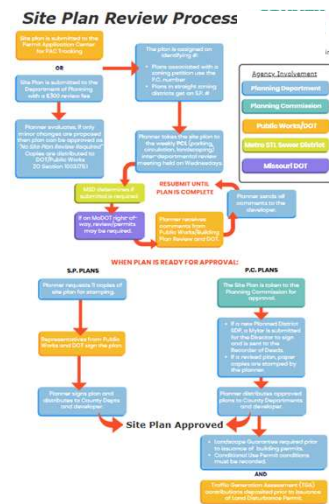 Site Plan Review Process
Site plan is submitted to the
Permit Application Center
for PAC Tracking.
OR
Site Plan is submitted to the
Department of Planning
with a $300 review fee
The plan is assigned an
identifying #:
• Plans associated with a
zoning petition use the
P.C. number
• Plans in straight zoning
districts get an S.P. #
Agency Involvement
Planning Department
Planning Commission
Public Works/DOT
Metro STL Sewer District
Missouri DOT
Planner evaluates. If only
minor changes are proposed
then plan can be approved as
"No Site Plan Review Required"
Copies are distributed to
DOT/Public Works
Planner takes the plan to
the weekly PCL (parking,
circulation, landscaping)
inter-departmental review
meeting held on Wednesdays.
MSD determines if
submittal is required.
If on MoDOT right-of-
way, review/permits
may be required.
RESUBMIT UNTIL
PLAN IS COMPLETE
Planner sends all
comments to the
developer.
Planner receives
comments from
Public Works/Building
Plan Review and DOT.
WHEN PLAN IS READY FOR APPROVAL:
S.P. PLANS
P.C. PLANS
Planner requests 11 copies of
site plan for stamping.
The Site Plan is taken to the
Planning Commission for
approval.
Representatives from Public
Works and DOT sign the plan.
• If a new Planned District
SDP, a Mylar is submitted
for the Director to sign
and is sent to the
Recorder of Deeds.
• If a revised plan, paper
copies are stamped by
the planner.
Planner signs plan and
distributes to County Depts
and developer.
Planner distributes approved
plans to County Departments
and developer.
Site Plan Approved
• Landscape Guarantee required prior
to issuance of building permits.
• Conditional Use Permit conditions
must be recorded.
AND
Traffic Generation Assessment (TGA)
contributions deposited prior to issuance
of Land Disturbance Permit.